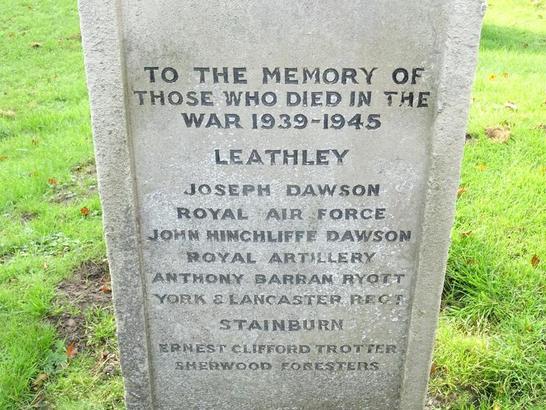 TO THE MEMORY OF
THOSE WHO DIED IN THE
WAR 1939-1945
LEATHLEY
JOSEPH DAWSON
ROYAL AIR FORCE
JOHN HINCHLIFFE DAWSON
ROYAL ARTILLERY
ANTHONY BARRAN RYOTT
YORK & LANCASTER REGT
STAINBURN
ERNEST CLIFFORD TROTTER
SHERWOOD FORESTERS